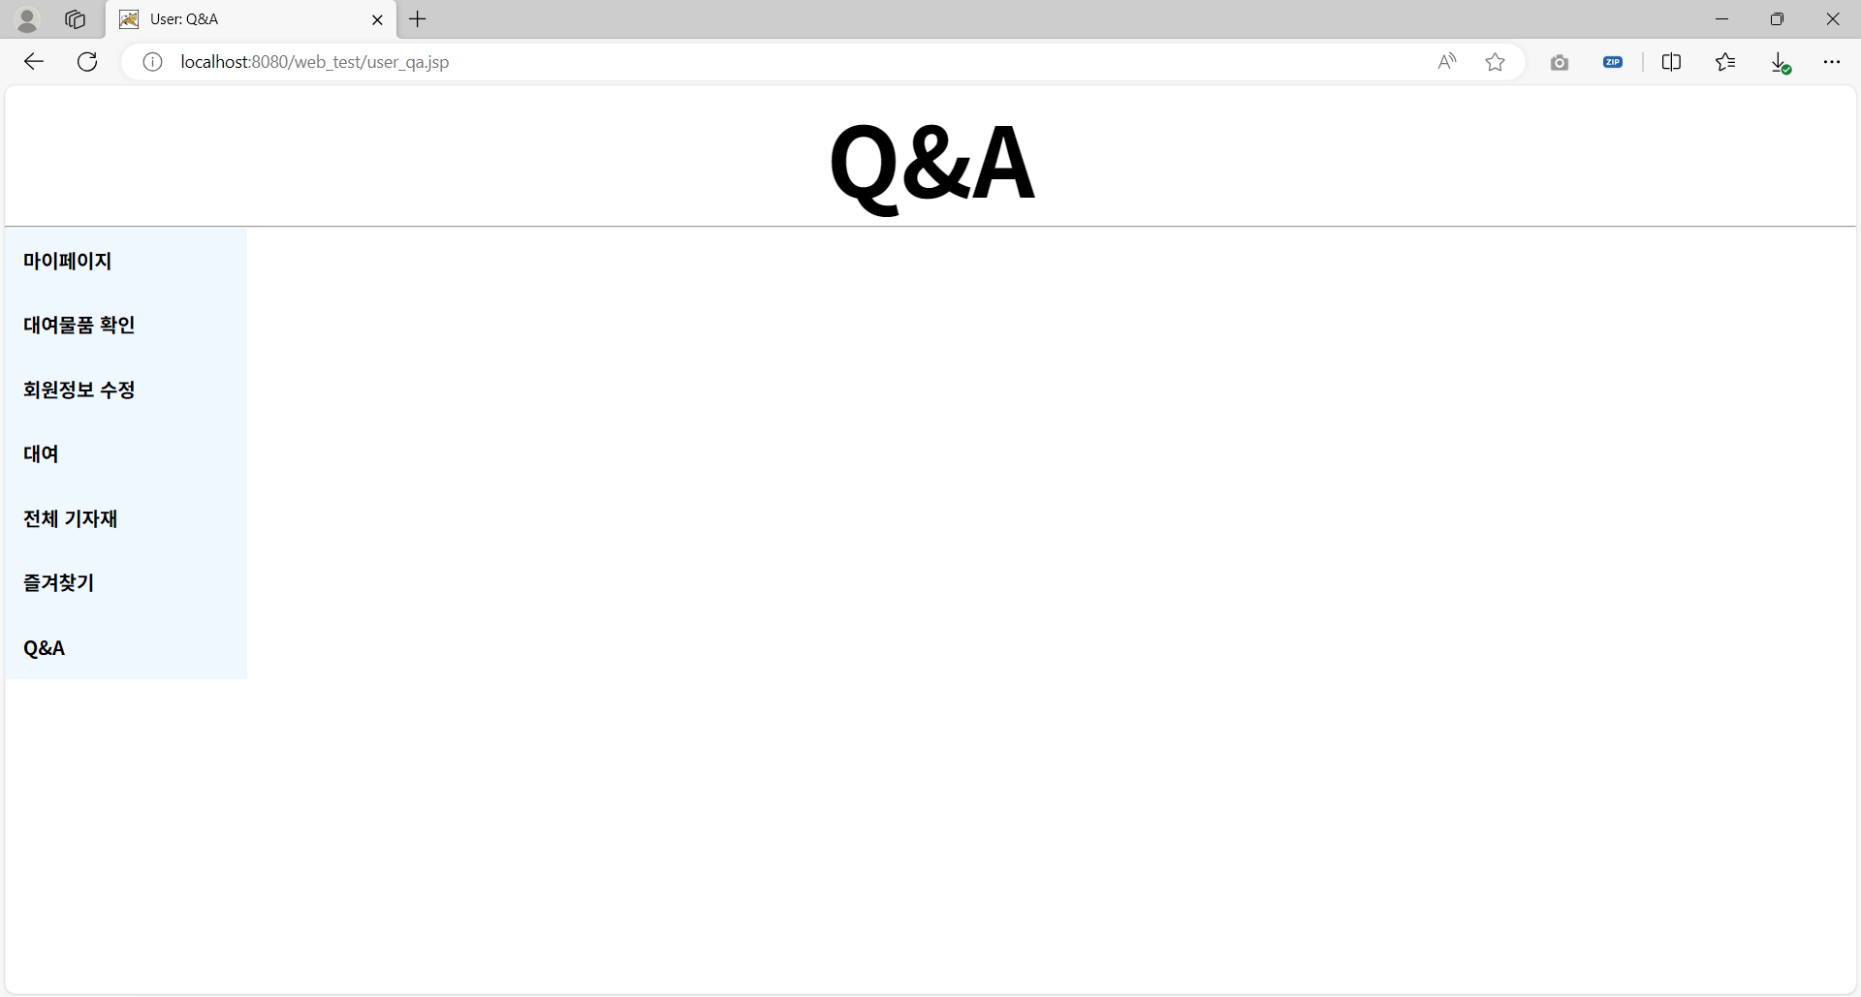 User: Q&A
localhost:8080/web_test/user_qa.jsp
ZIP
Q&A
마이페이지
대여물품 확인
회원정보 수정
대여
전체 기자재
즐겨찾기
Q&A